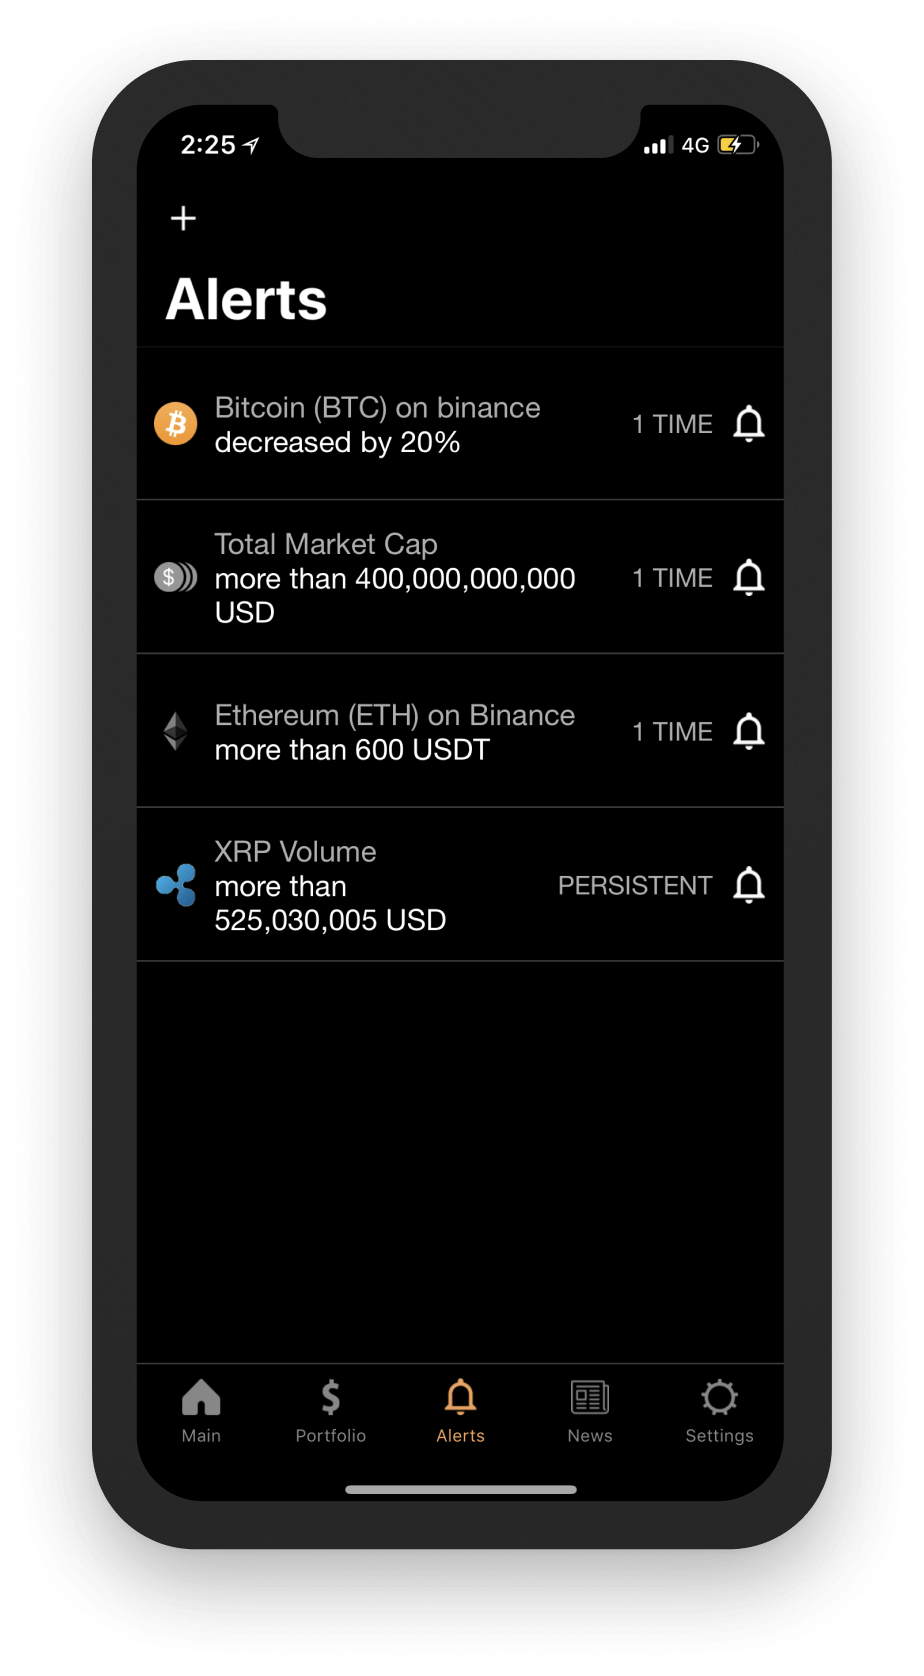 2:25
4G
+
Alerts
Bitcoin (BTC) on binance
decreased by 20%
1 TIME
Total Market Cap
more than 400,000,000,000
USD
1 TIME
Ethereum (ETH) on Binance
more than 600 USDT
1 TIME
XRP Volume
more than
525,030,005 USD
PERSISTENT
Main
Portfolio
Alerts
News
Settings